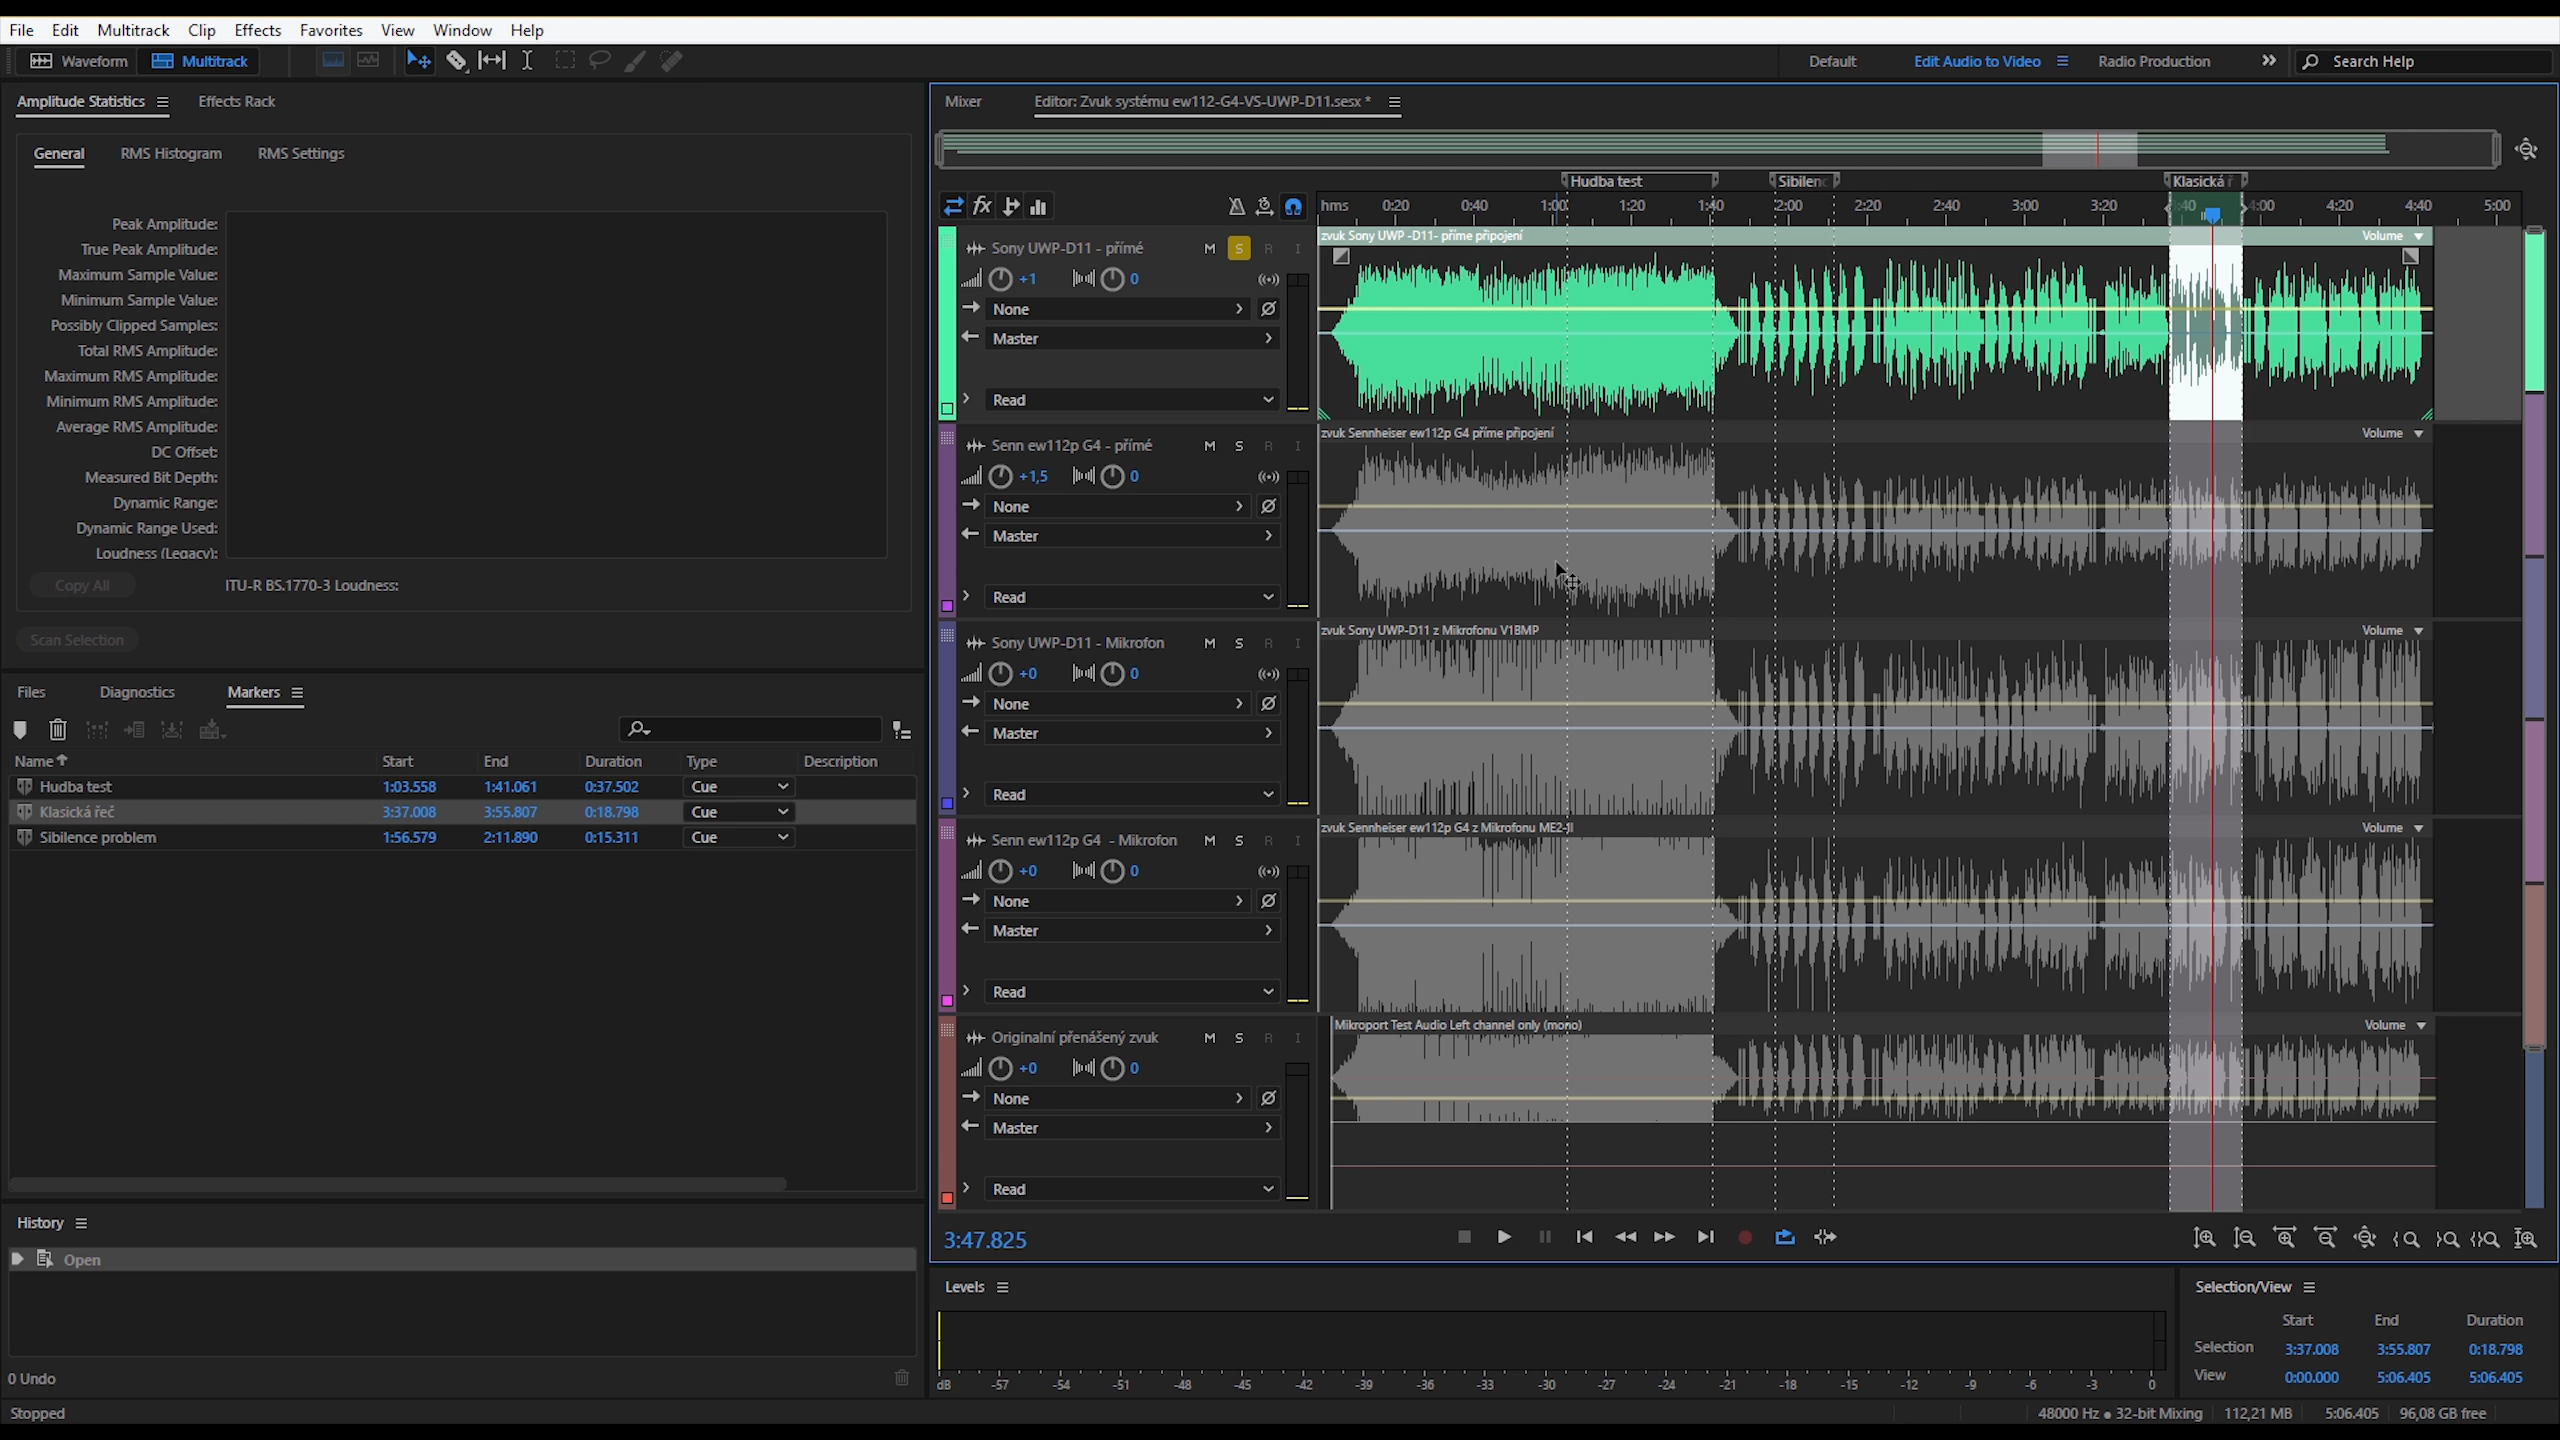 File Edit Multitrack Clip Effects Favorites View Window Help
Waveform Multitrack Default Edit Audio to Video Radio Production Search Help
Amplitude Statistics Effects Rack
General RMS Histogram RMS Settings
Peak Amplitude:
True Peak Amplitude:
Maximum Sample Value:
Minimum Sample Value:
Possibly Clipped Samples:
Total RMS Amplitude:
Maximum RMS Amplitude:
Minimum RMS Amplitude:
Average RMS Amplitude:
DC Offset:
Measured Bit Depth:
Dynamic Range:
Dynamic Range Used:
Loudness (Legacy):
Copy All ITU-R BS.1770-3 Loudness:
Scan Selection
Files Diagnostics Markers
Name Start End Duration Type Description
Hudba test 1:03.558 1:41.061 0:37.502 Cue
Klasická řeč 3:37.008 3:55.807 0:18.798 Cue
Sibilence problem 1:56.579 2:11.890 0:15.311 Cue
History
Open
0 Undo
Stopped
Mixer Editor: Zvuk systému ew112-G4-VS-UWP-D11.sesx *
Hudba test Sibilenc Klasická ř
fx hms 0:20 0:40 1:00 1:20 1:40 2:00 2:20 2:40 3:00 3:20 :40 4:00 4:20 4:40 5:00
zvuk Sony UWP -D11- příme připojení Volume
Sony UWP-D11 - přímé M S R I
+1 0
None
Master
Read
zvuk Sennheiser ew112p G4 příme připojení Volume
Senn ew112p G4 - přímé M S R I
+1,5 0
None
Master
Read
zvuk Sony UWP-D11 z Mikrofonu V1BMP Volume
Sony UWP-D11 - Mikrofon M S R I
+0 0
None
Master
Read
zvuk Sennheiser ew112p G4 z Mikrofonu ME2-II Volume
Senn ew112p G4 - Mikrofon M S R I
+0 0
None
Master
Read
Mikroport Test Audio Left channel only (mono) Volume
Originalní přenášený zvuk M S R I
+0 0
None
Master
Read
3:47.825
Levels
dB -57 -54 -51 -48 -45 -42 -39 -36 -33 -30 -27 -24 -21 -18 -15 -12 -9 -6 -3 0
Selection/View
Start End Duration
Selection 3:37.008 3:55.807 0:18.798
View 0:00.000 5:06.405 5:06.405
48000 Hz • 32-bit Mixing 112,21 MB 5:06.405 96,08 GB free